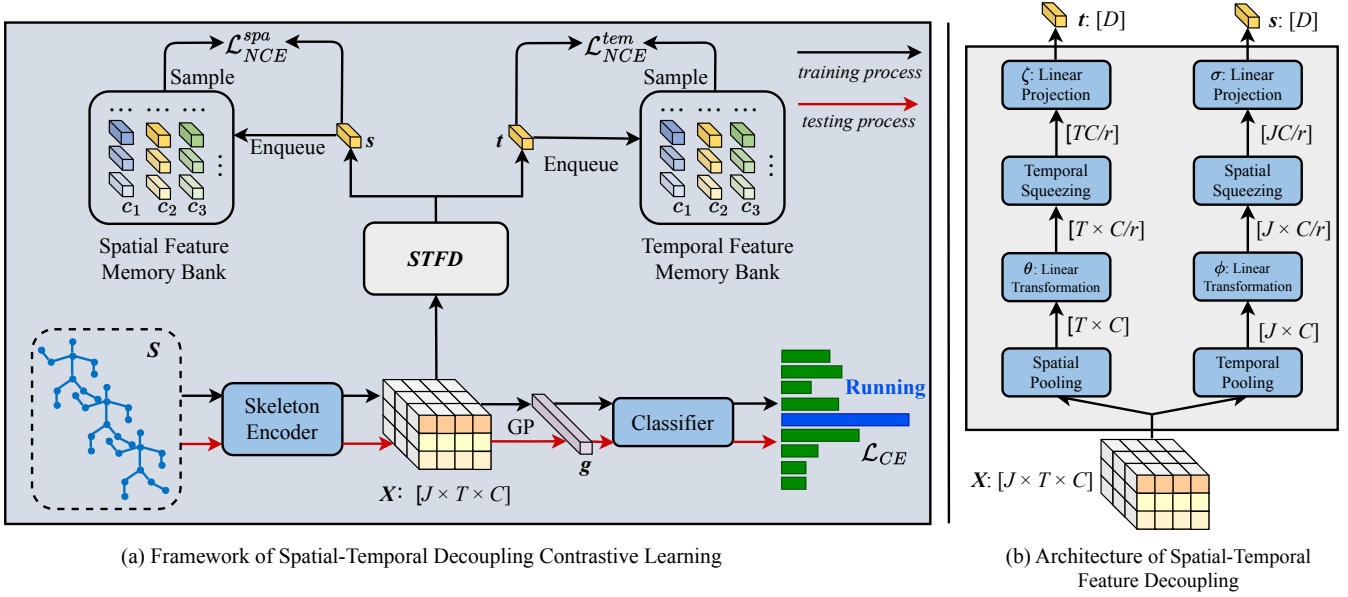 𝓛^{spa}_{NCE}
Sample
... ... ...
Enqueue
s
c₁ c₂ c₃
Spatial Feature
Memory Bank
𝓛^{tem}_{NCE}
Sample
... ... ...
t
Enqueue
c₁ c₂ c₃
Temporal Feature
Memory Bank
training process
testing process
STFD
S
Skeleton
Encoder
X: [J × T × C]
GP
g
Classifier
Running
𝓛_{CE}
(a) Framework of Spatial-Temporal Decoupling Contrastive Learning
t: [D]
s: [D]
ζ: Linear
Projection
σ: Linear
Projection
[TC/r]
[JC/r]
Temporal
Squeezing
Spatial
Squeezing
[T × C/r]
[J × C/r]
θ: Linear
Transformation
ϕ: Linear
Transformation
[T × C]
[J × C]
Spatial
Pooling
Temporal
Pooling
X: [J × T × C]
(b) Architecture of Spatial-Temporal
Feature Decoupling